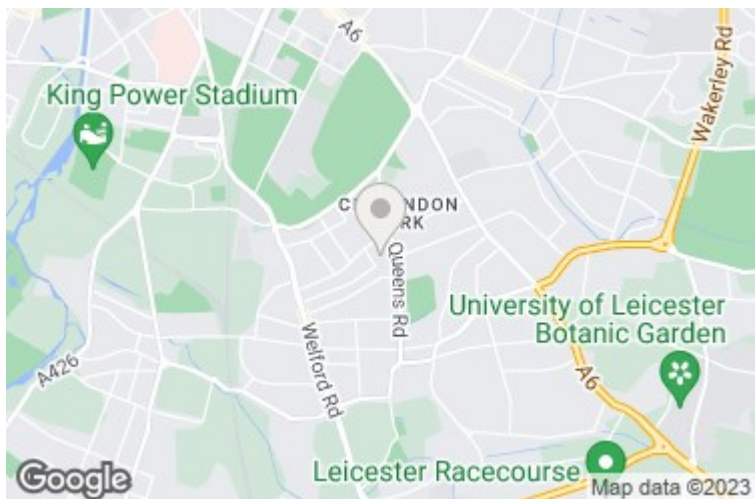 A6
Wakerley Rd
King Power Stadium
Queens Rd
University of Leicester
Botanic Garden
Welford Rd
A426
A6
Leicester Racecourse
Google
Map data ©2023